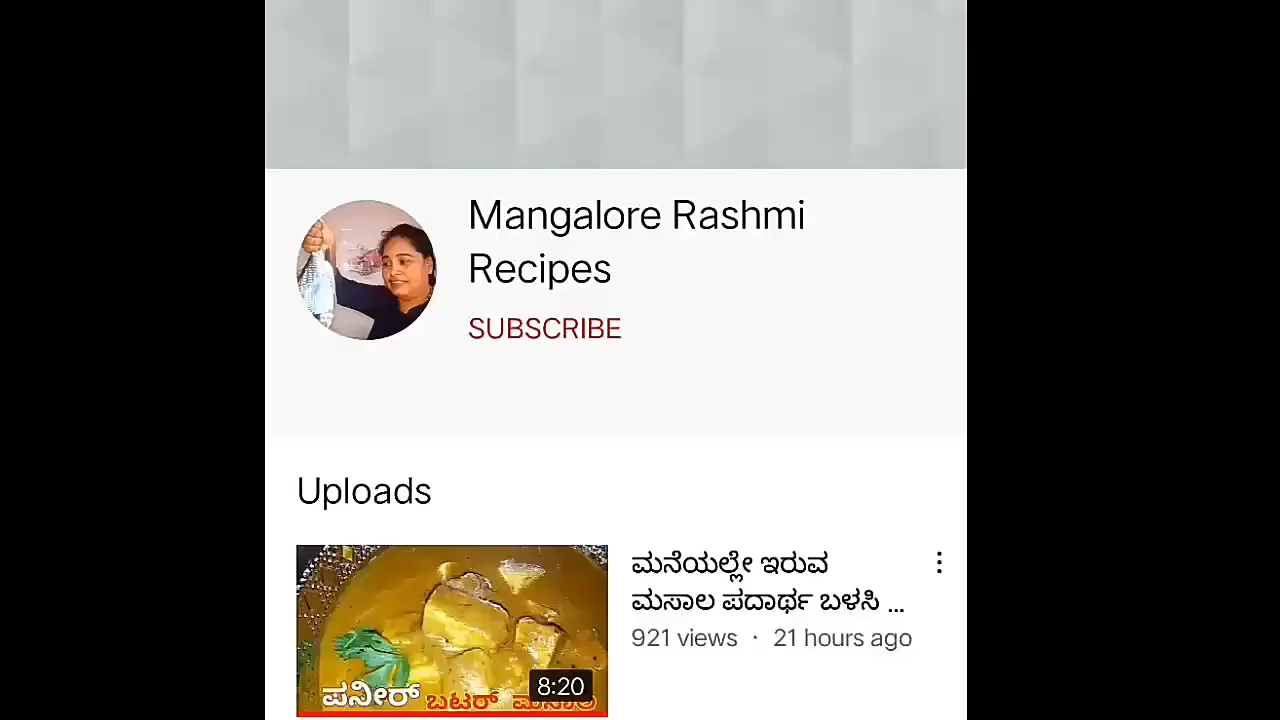 Mangalore Rashmi
Recipes
SUBSCRIBE
Uploads
ಮನೆಯಲ್ಲೇ ಇರುವ
ಮಸಾಲ ಪದಾರ್ಥ ಬಳಸಿ ...
921 views · 21 hours ago
8:20
ಪನೀರ್ ಬಟರ್ ಮಸಾಲ